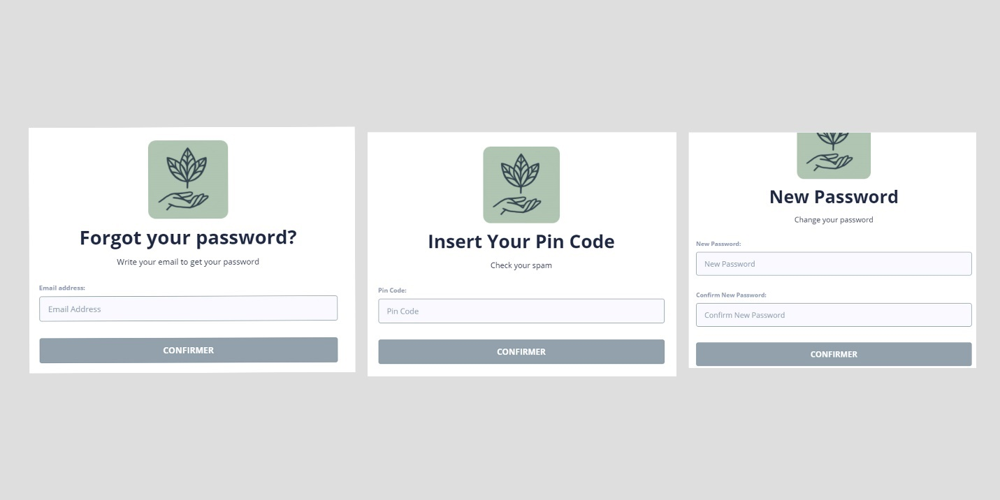 Forgot your password?
Write your email to get your password
Email address:
Email Address
CONFIRMER
Insert Your Pin Code
Check your spam
Pin Code:
Pin Code
CONFIRMER
New Password
Change your password
New Password:
New Password
Confirm New Password:
Confirm New Password
CONFIRMER